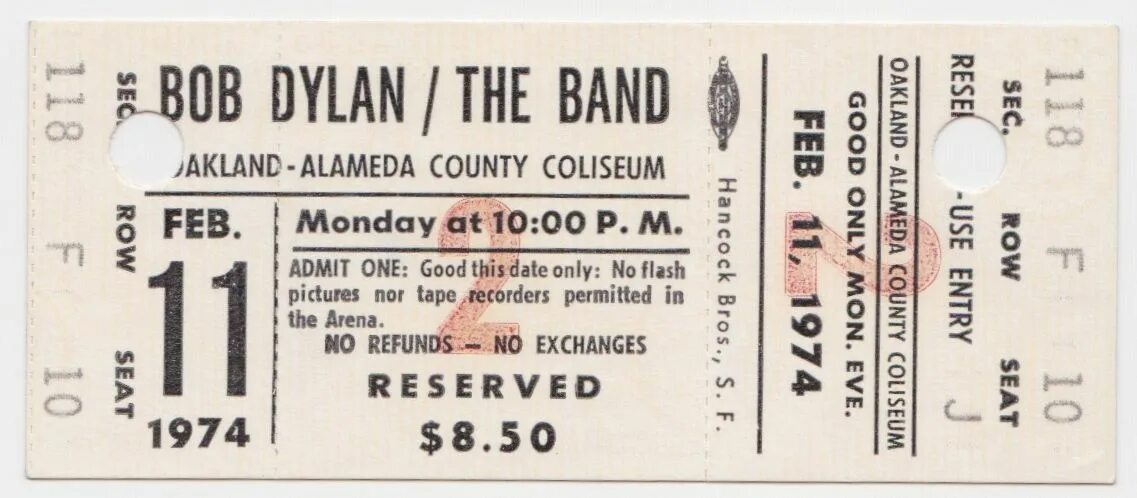 118 F 10
SEC. ROW SEAT
BOB DYLAN / THE BAND
OAKLAND-ALAMEDA COUNTY COLISEUM
FEB.
11
1974
Monday at 10:00 P. M.
ADMIT ONE: Good this date only: No flash
pictures nor tape recorders permitted in
the Arena.
NO REFUNDS — NO EXCHANGES
RESERVED
$8.50
2
Hancock Bros., S. F.
FEB. 11, 1974
GOOD ONLY MON. EVE.
OAKLAND - ALAMEDA COUNTY COLISEUM
2
-USE ENTRY J
SEC. ROW SEAT
118 F 10